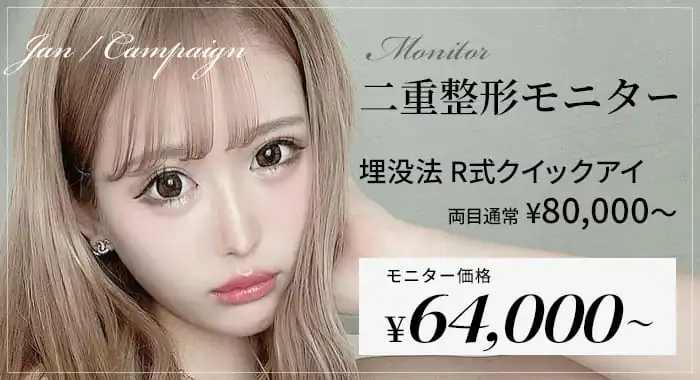 Jan / Campaign
Monitor
二重整形モニター
埋没法 R式クイックアイ
両目通常 ¥80,000～
モニター価格
¥64,000~